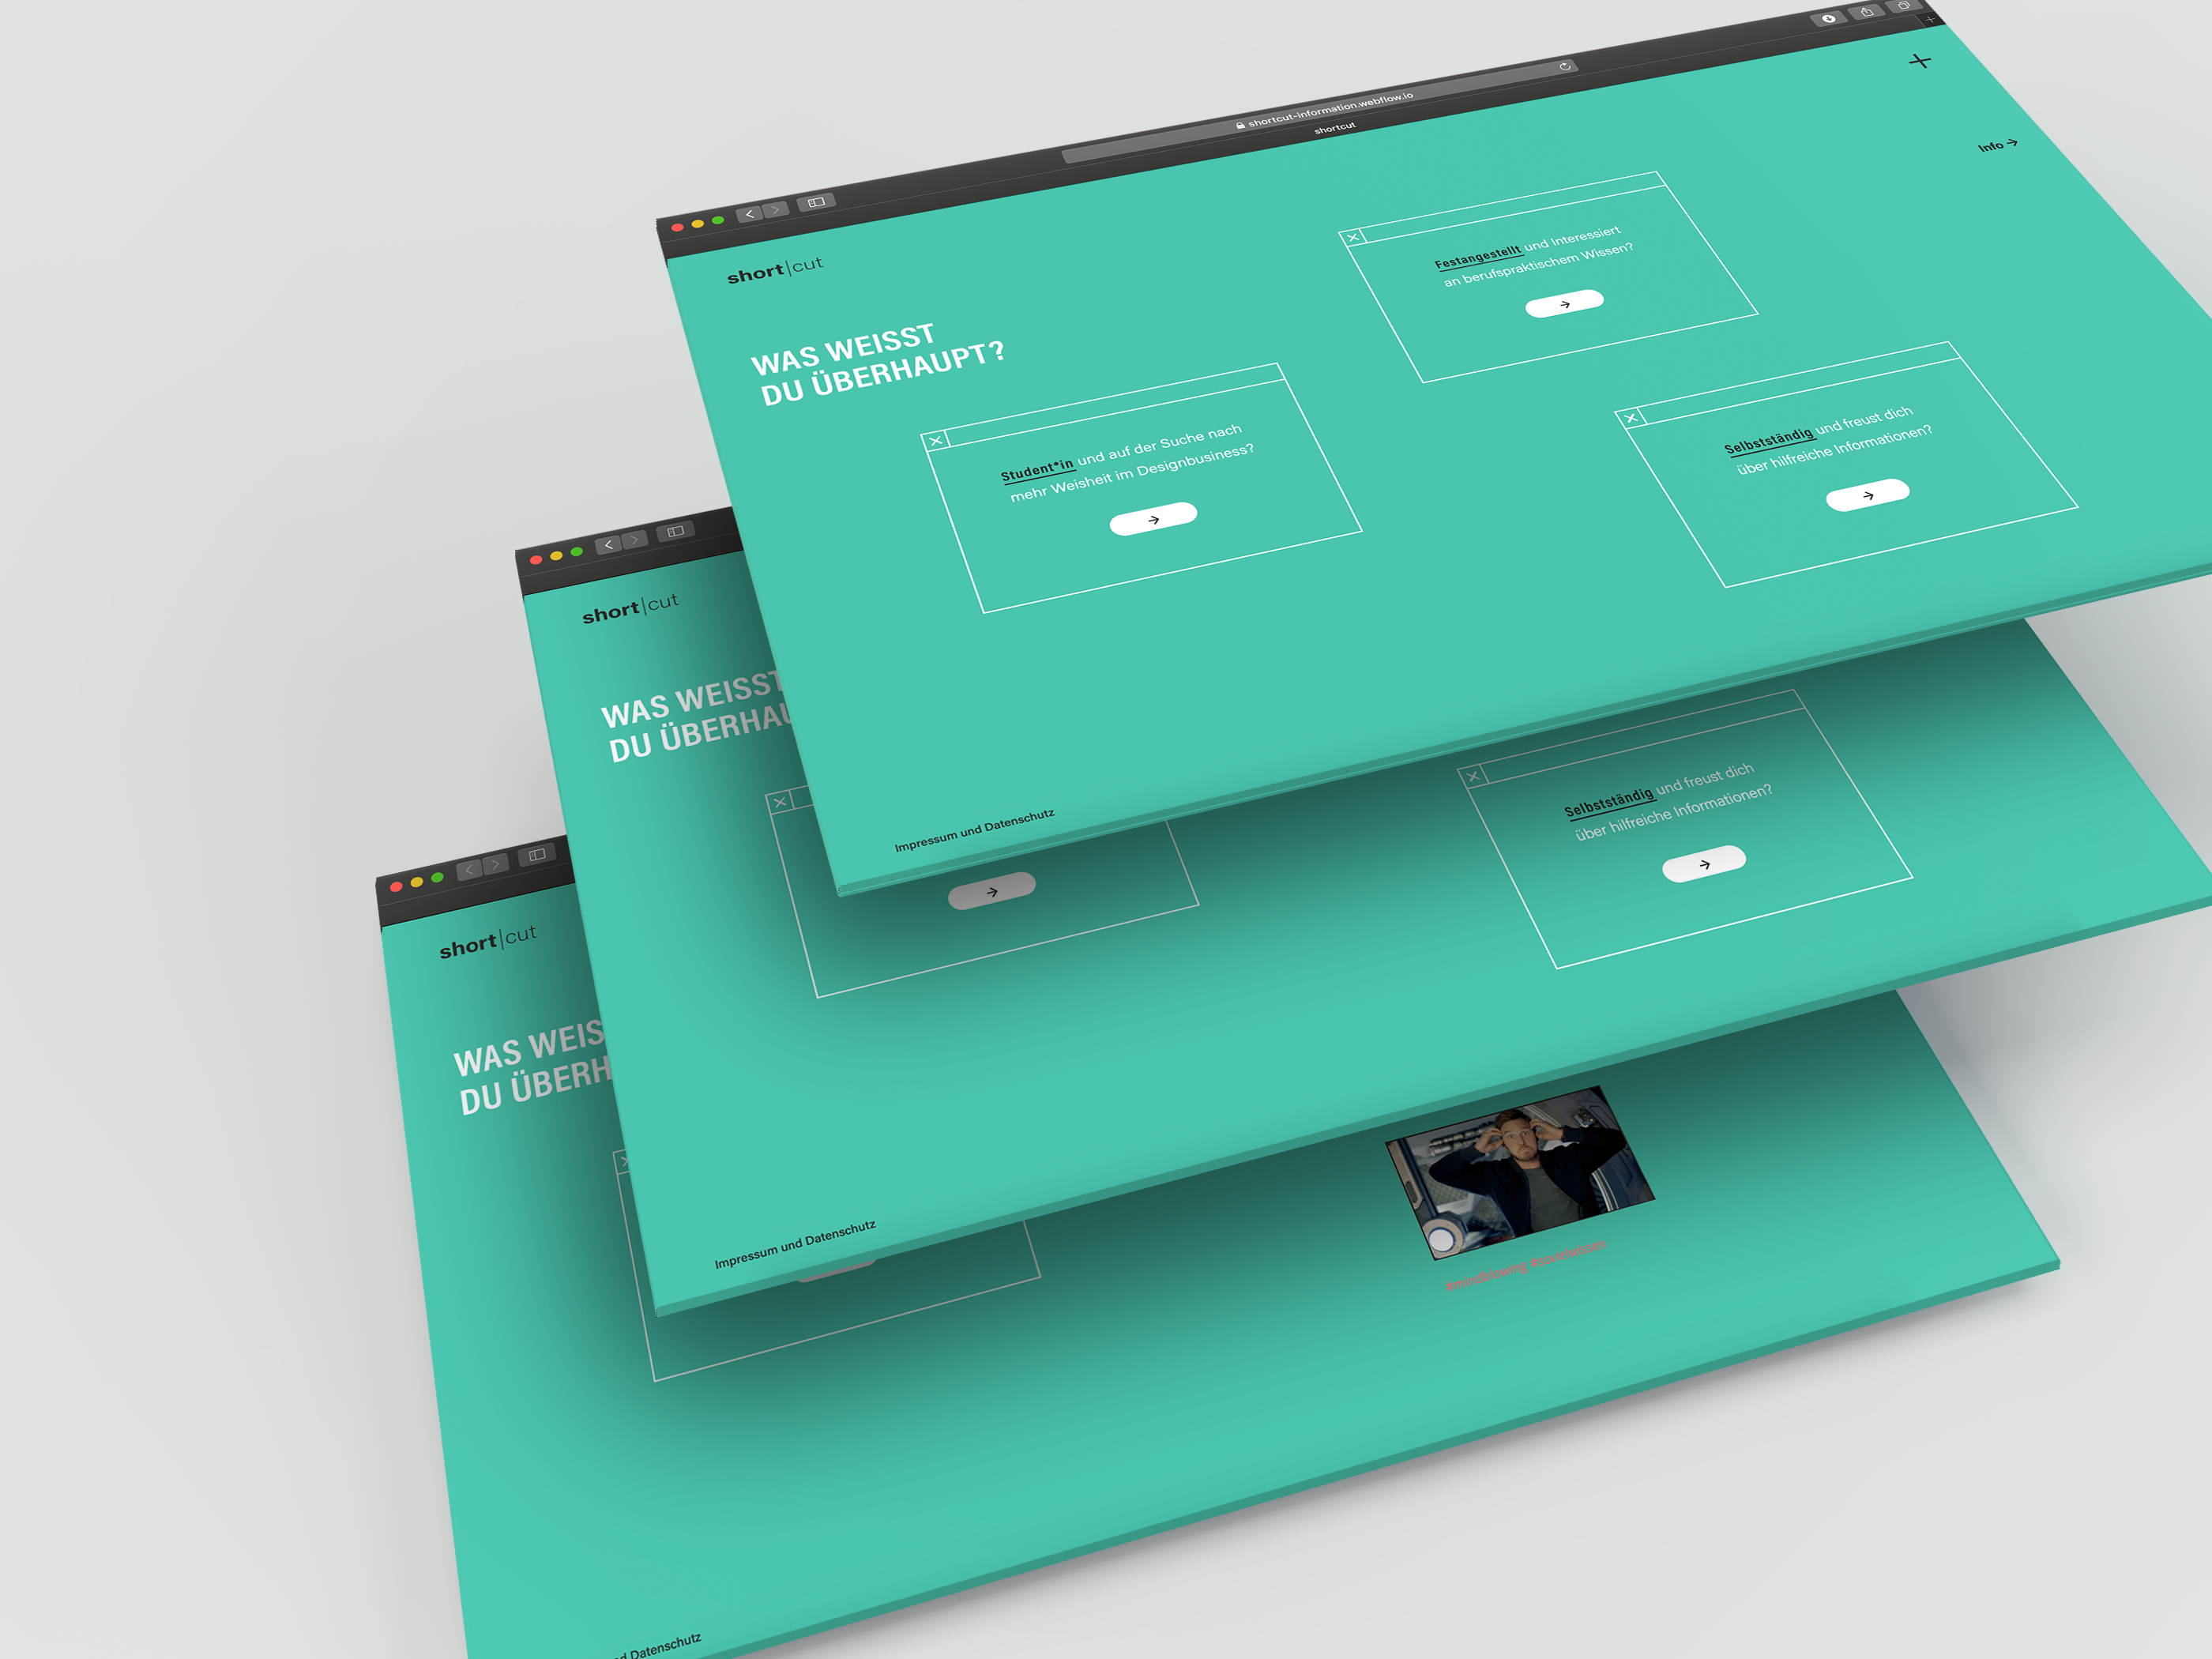 shortcut-information.webflow.io
shortcut
short|cut
Info →
WAS WEISST
DU ÜBERHAUPT?
Festangestellt und Interessiert
an berufspraktischem Wissen?
→
Student*in und auf der Suche nach
mehr Weisheit im Designbusiness?
→
Selbstständig und freust dich
über hilfreiche Informationen?
→
Impressum und Datenschutz
short|cut
WAS WEISST
DU ÜBERHAU
→
Selbstständig und freust dich
über hilfreiche Informationen?
→
Impressum und Datenschutz
short|cut
WAS WEIS
DU ÜBERH
#mindblowing
nd Datenschutz